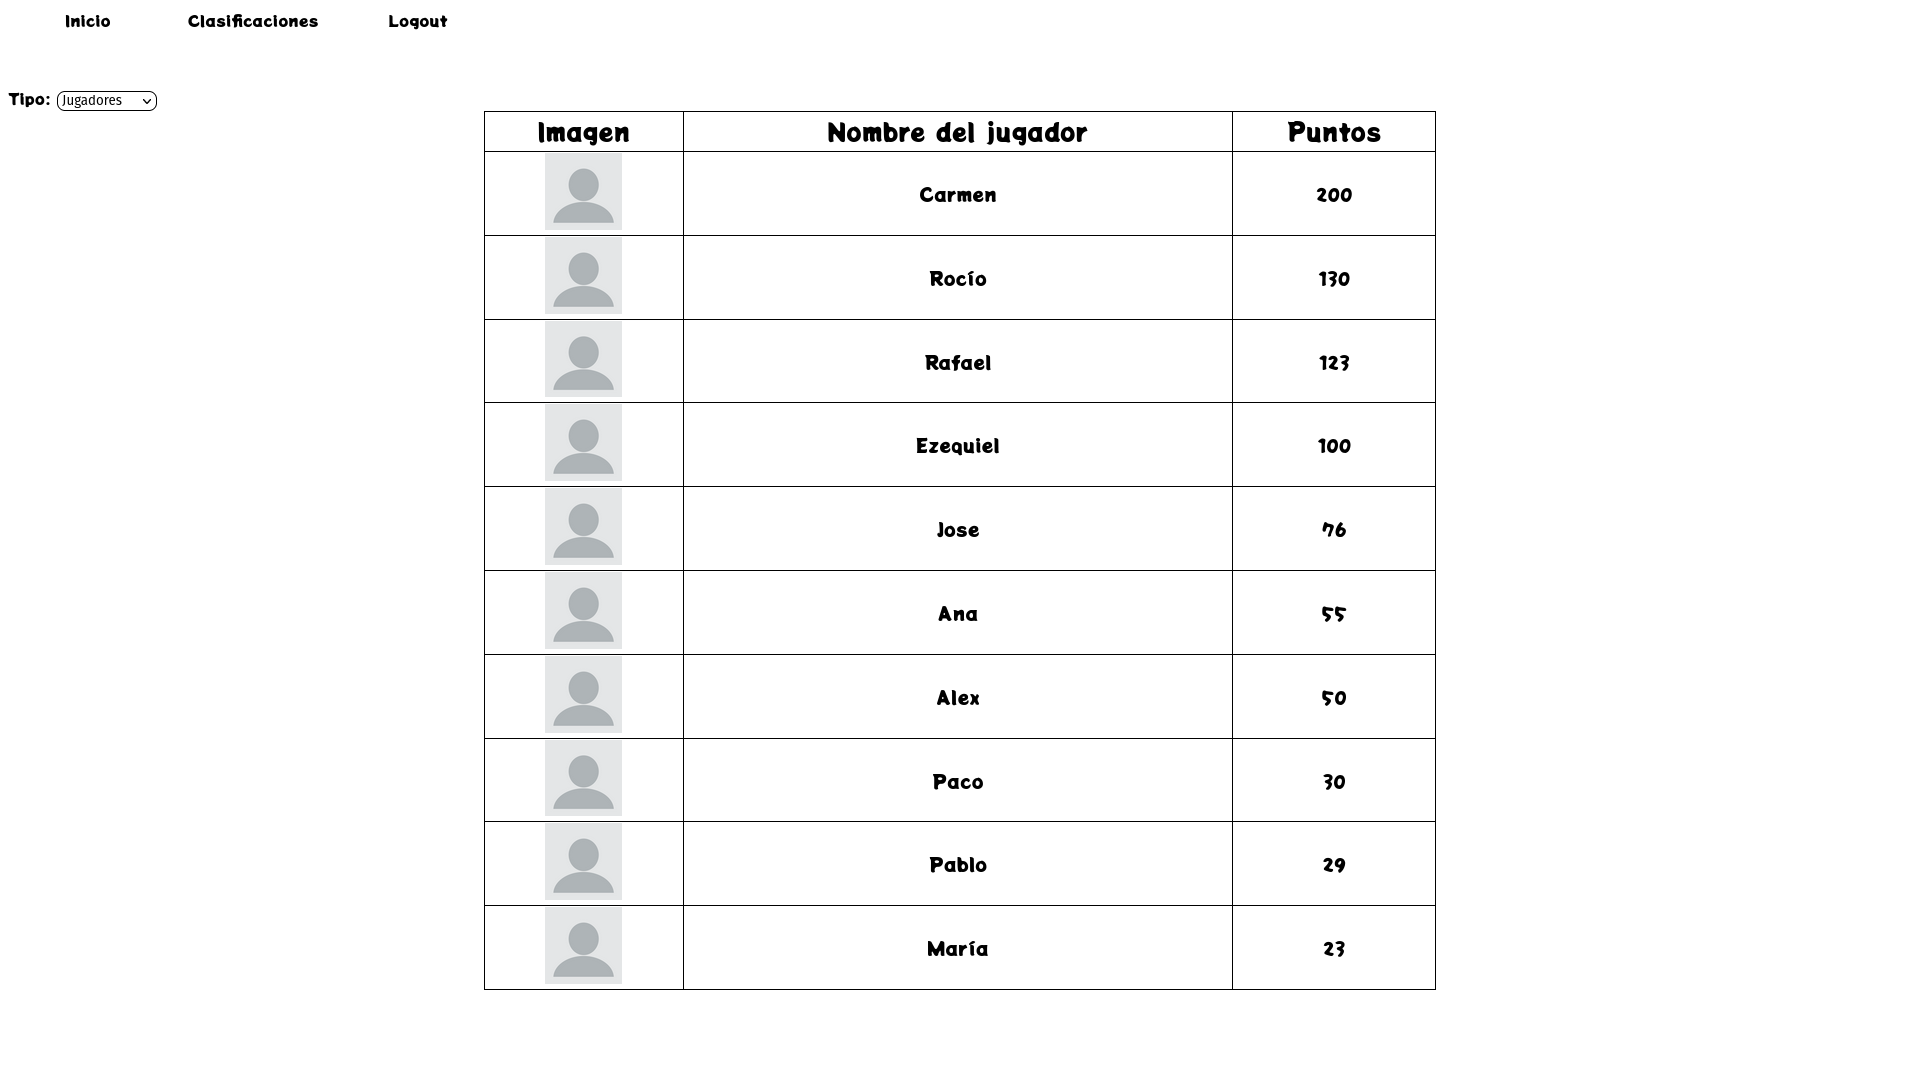 Inicio Clasificaciones Logout
Tipo: Jugadores
Imagen Nombre del jugador Puntos
Carmen 200
Rocío 130
Rafael 123
Ezequiel 100
Jose 76
Ana 55
Alex 50
Paco 30
Pablo 29
María 23